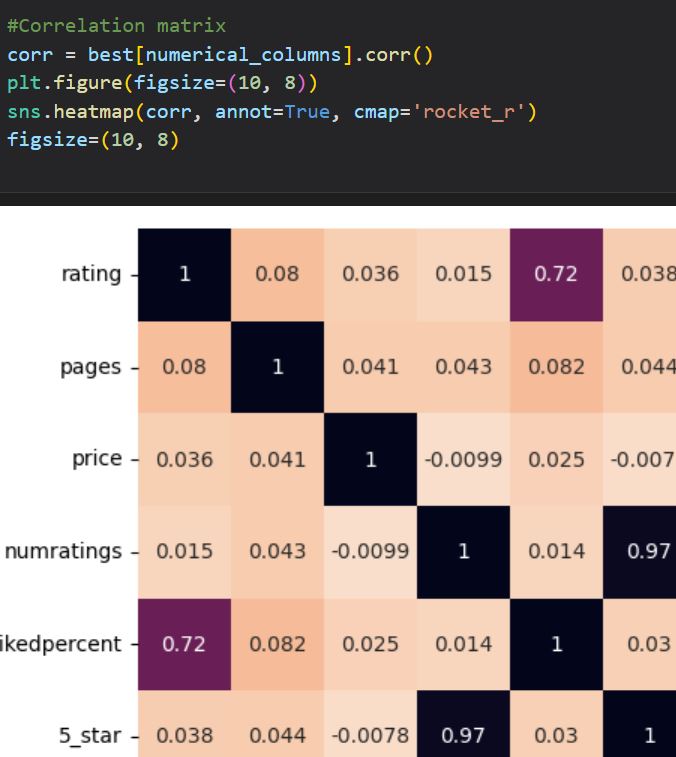 #Correlation matrix
corr = best[numerical_columns].corr()
plt.figure(figsize=(10, 8))
sns.heatmap(corr, annot=True, cmap='rocket_r')
figsize=(10, 8)
rating 1 0.08 0.036 0.015 0.72 0.038
pages 0.08 1 0.041 0.043 0.082 0.044
price 0.036 0.041 1 -0.0099 0.025 -0.007
numratings 0.015 0.043 -0.0099 1 0.014 0.97
ikedpercent 0.72 0.082 0.025 0.014 1 0.03
5_star 0.038 0.044 -0.0078 0.97 0.03 1